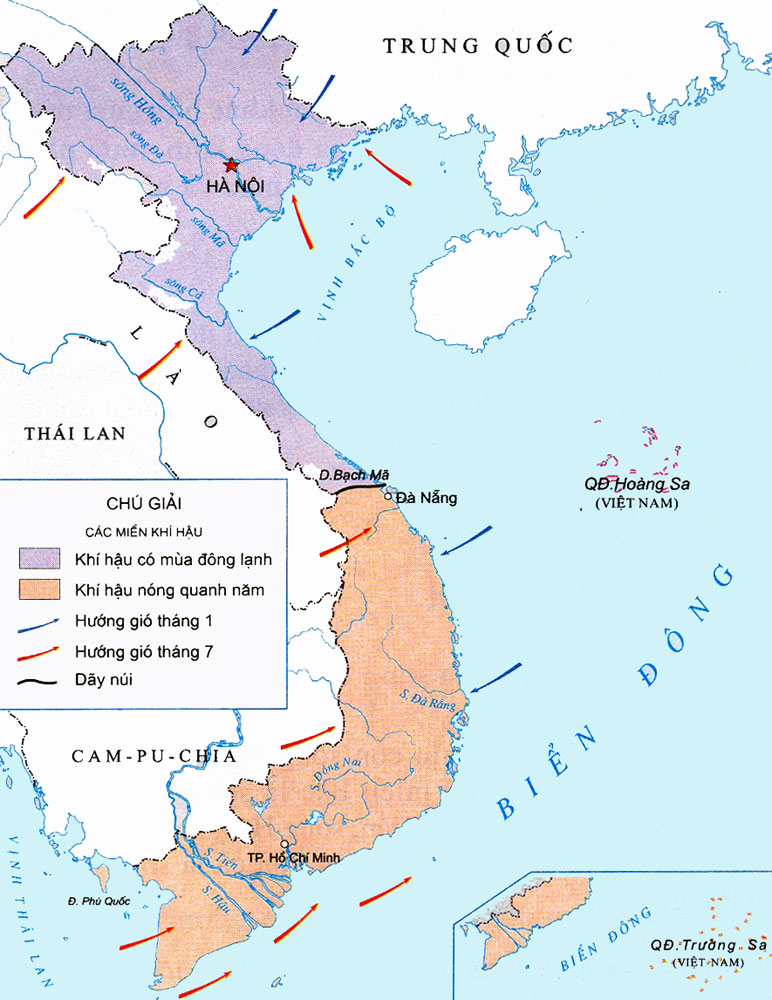 TRUNG QUỐC
sông Hồng
sông Đà
HÀ NỘI
sông Mã
VỊNH BẮC BỘ
sông Cả
LÀO
THÁI LAN
D.Bạch Mã
Đà Nẵng
QĐ.Hoàng Sa
(VIỆT NAM)
CHÚ GIẢI
CÁC MIỀN KHÍ HẬU
Khí hậu có mùa đông lạnh
Khí hậu nóng quanh năm
Hướng gió tháng 1
Hướng gió tháng 7
Dãy núi
BIỂN ĐÔNG
S. Đà Rằng
CAM-PU-CHIA
S. Đồng Nai
TP. Hồ Chí Minh
S. Tiền
S. Hậu
Đ. Phú Quốc
VỊNH THÁI LAN
BIỂN ĐÔNG
QĐ.Trường Sa
(VIỆT NAM)